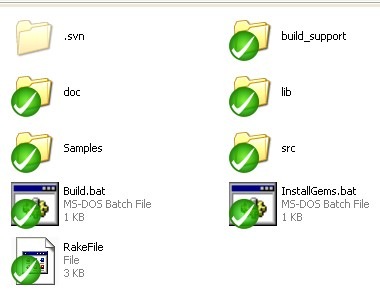 .svn
build_support
doc
lib
Samples
src
Build.bat
MS-DOS Batch File
1 KB
InstallGems.bat
MS-DOS Batch File
1 KB
RakeFile
File
3 KB